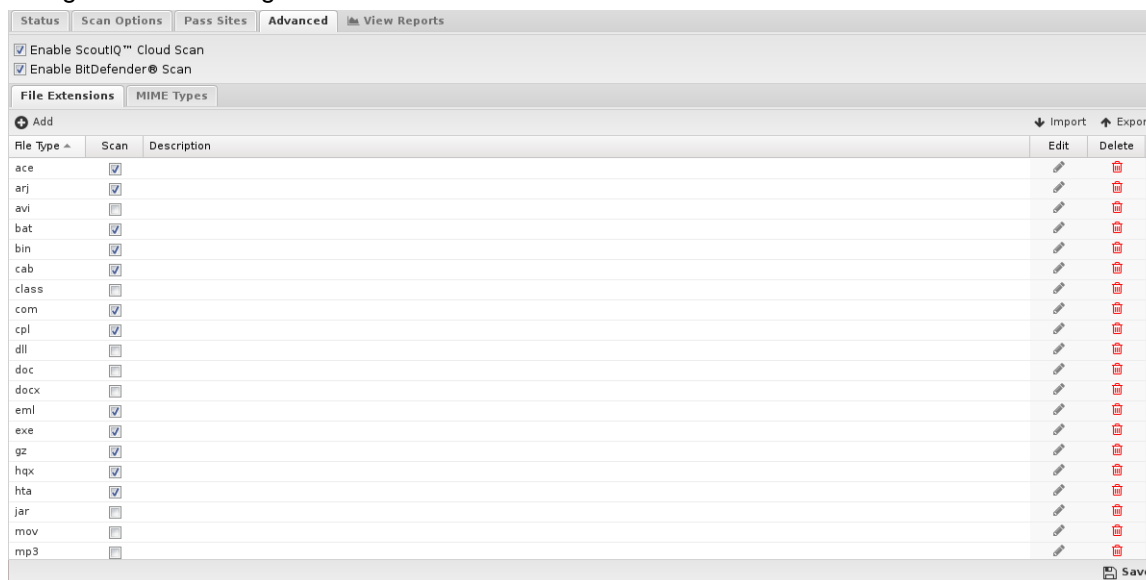 Status Scan Options Pass Sites Advanced View Reports
Enable ScoutIQ™ Cloud Scan
Enable BitDefender® Scan
File Extensions MIME Types
Add Import Expor
File Type Scan Description Edit Delete
ace
arj
avi
bat
bin
cab
class
com
cpl
dll
doc
docx
eml
exe
gz
hqx
hta
jar
mov
mp3
Save